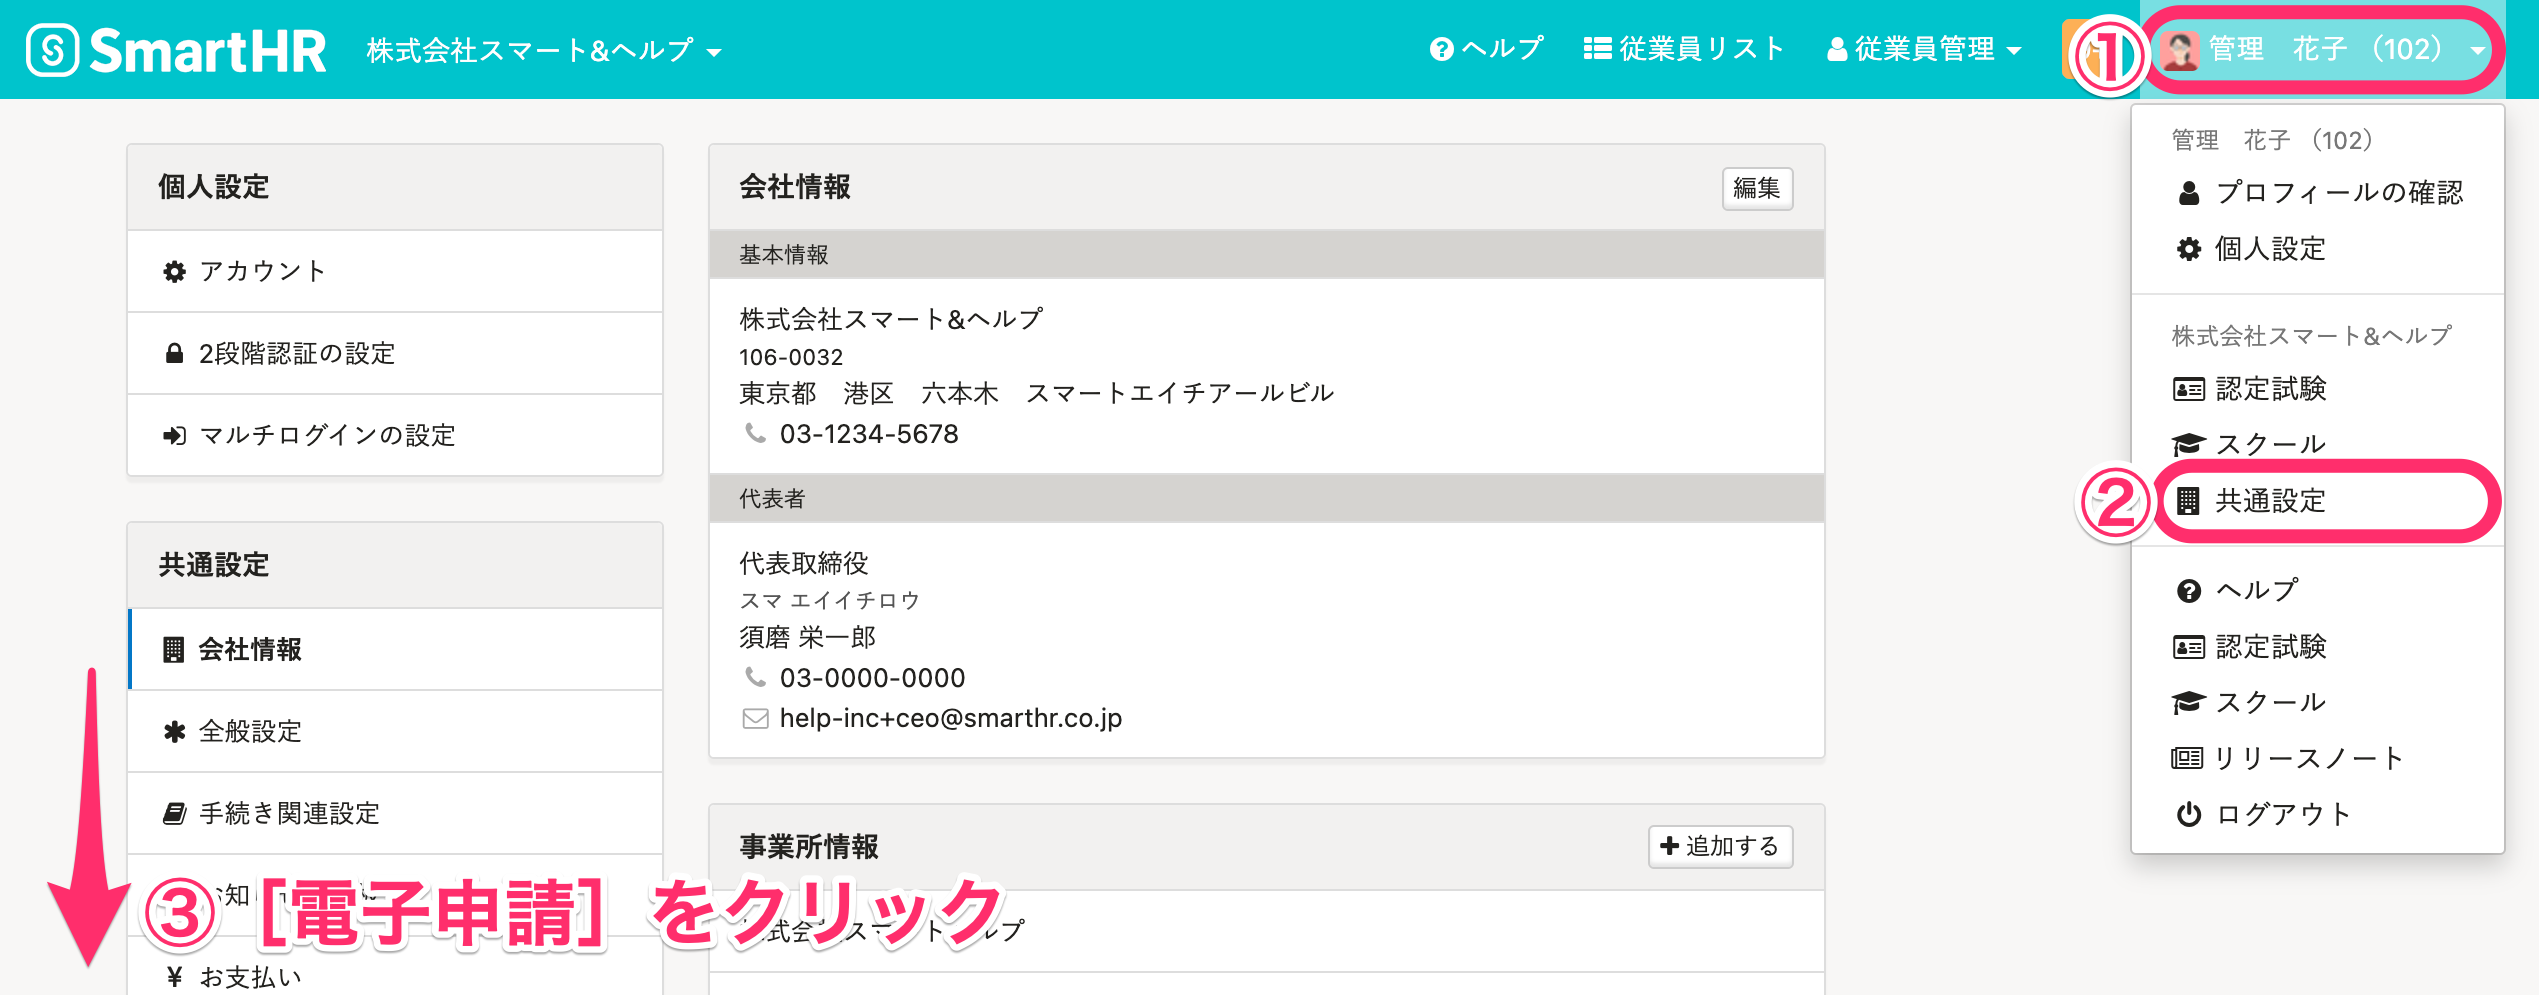 SmartHR 株式会社スマート&ヘルプ ヘルプ 従業員リスト 従業員管理 ① 管理 花子 （102）
管理 花子 （102）
プロフィールの確認
個人設定
株式会社スマート&ヘルプ
認定試験
スクール
② 共通設定
ヘルプ
認定試験
スクール
リリースノート
ログアウト
個人設定
アカウント
2段階認証の設定
マルチログインの設定
共通設定
会社情報
全般設定
手続き関連設定
お知
③［電子申請］をクリック
¥ お支払い
会社情報 編集
基本情報
株式会社スマート&ヘルプ
106-0032
東京都 港区 六本木 スマートエイチアールビル
03-1234-5678
代表者
代表取締役
スマ エイイチロウ
須磨 栄一郎
03-0000-0000
help-inc+ceo@smarthr.co.jp
事業所情報 追加する
株式会社スマート&ヘルプ